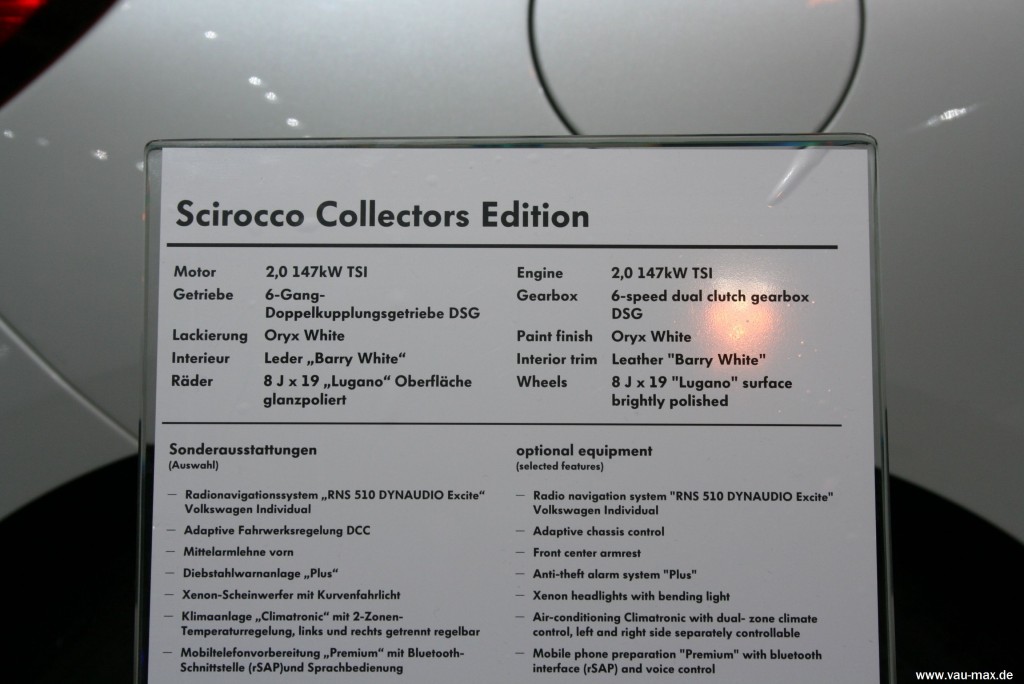 Scirocco Collectors Edition
Motor 2,0 147kW TSI
Getriebe 6-Gang-
Doppelkupplungsgetriebe DSG
Lackierung Oryx White
Interieur Leder „Barry White“
Räder 8 J x 19 „Lugano“ Oberfläche
glanzpoliert
Engine 2,0 147kW TSI
Gearbox 6-speed dual clutch gearbox
DSG
Paint finish Oryx White
Interior trim Leather "Barry White"
Wheels 8 J x 19 "Lugano" surface
brightly polished
Sonderausstattungen
(Auswahl)
– Radionavigationssystem „RNS 510 DYNAUDIO Excite“
Volkswagen Individual
– Adaptive Fahrwerksregelung DCC
– Mittelarmlehne vorn
– Diebstahlwarnanlage „Plus“
– Xenon-Scheinwerfer mit Kurvenfahrlicht
– Klimaanlage „Climatronic“ mit 2-Zonen-
Temperaturregelung, links und rechts getrennt regelbar
– Mobiltelefonvorbereitung „Premium“ mit Bluetooth-
Schnittstelle (rSAP)und Sprachbedienung
optional equipment
(selected features)
– Radio navigation system "RNS 510 DYNAUDIO Excite"
Volkswagen Individual
– Adaptive chassis control
– Front center armrest
– Anti-theft alarm system "Plus"
– Xenon headlights with bending light
– Air-conditioning Climatronic with dual- zone climate
control, left and right side separately controllable
– Mobile phone preparation "Premium" with bluetooth
interface (rSAP) and voice control
www.vau-max.de